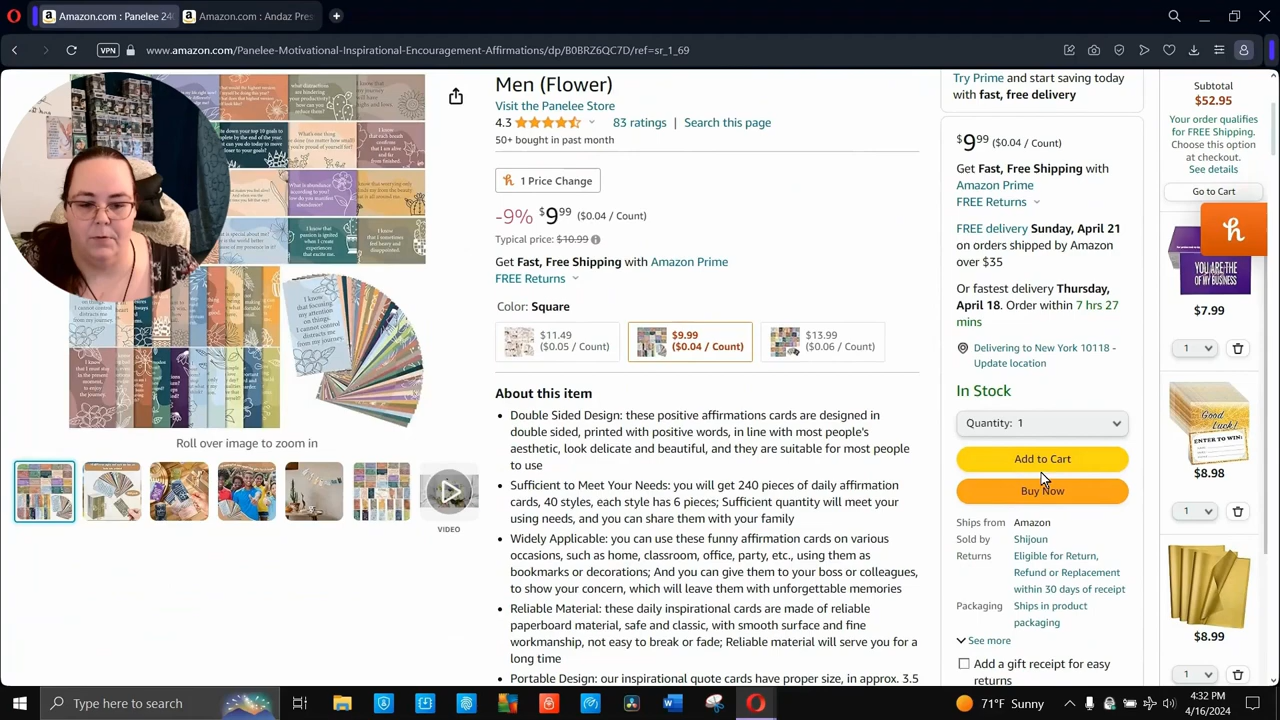 Amazon.com : Panelee 24
Amazon.com : Andaz Pres
VPN
www.amazon.com/Panelee-Motivational-Inspirational-Encouragement-Affirmations/dp/B0BRZ6QC7D/ref=sr_1_69
Men (Flower)
Visit the Panelee Store
4.3
83 ratings | Search this page
50+ bought in past month
1 Price Change
-9% $9.99 ($0.04 / Count)
Typical price: $10.99
Get Fast, Free Shipping with Amazon Prime
FREE Returns
Color: Square
$11.49
($0.05 / Count)
$9.99
($0.04 / Count)
$13.99
($0.06 / Count)
About this item
Double Sided Design: these positive affirmations cards are designed in
double sided, printed with positive words, in line with most people's
aesthetic, look delicate and beautiful, and they are suitable for most people
to use
Sufficient to Meet Your Needs: you will get 240 pieces of daily affirmation
cards, 40 styles, each style has 6 pieces; Sufficient quantity will meet your
using needs, and you can share them with your family
Widely Applicable: you can use these funny affirmation cards on various
occasions, such as home, classroom, office, party, etc., using them as
bookmarks or decorations; And you can give them to your boss or colleagues,
to show your concern, which will leave them with unforgettable memories
Reliable Material: these daily inspirational cards are made of reliable
paperboard material, safe and classic, with smooth surface and fine
workmanship, not easy to break or fade; Reliable material will serve you for a
long time
Portable Design: our inspirational quote cards have proper size, in approx. 3.5
I know
that focusing
my attention
on things
I cannot control
distracts me
from my journey.
Roll over image to zoom in
VIDEO
Try Prime and start saving today
with fast, free delivery
$9.99 ($0.04 / Count)
Get Fast, Free Shipping with
Amazon Prime
FREE Returns
FREE delivery Sunday, April 21
on orders shipped by Amazon
over $35
Or fastest delivery Thursday,
April 18. Order within 7 hrs 27
mins
Delivering to New York 10118 -
Update location
In Stock
Quantity: 1
Add to Cart
Buy Now
Ships from Amazon
Sold by Shijoun
Returns Eligible for Return,
Refund or Replacement
within 30 days of receipt
Packaging Ships in product
packaging
See more
Add a gift receipt for easy
returns
Subtotal
$52.95
Your order qualifies
for FREE Shipping.
Choose this option
at checkout.
See details
Go to Cart
YOU ARE THE
OF MY BUSINESS
$7.99
1
Good
luck!
ENTER TO WIN!
$8.98
1
$8.99
1
Type here to search
71°F Sunny
4:32 PM
4/16/2024